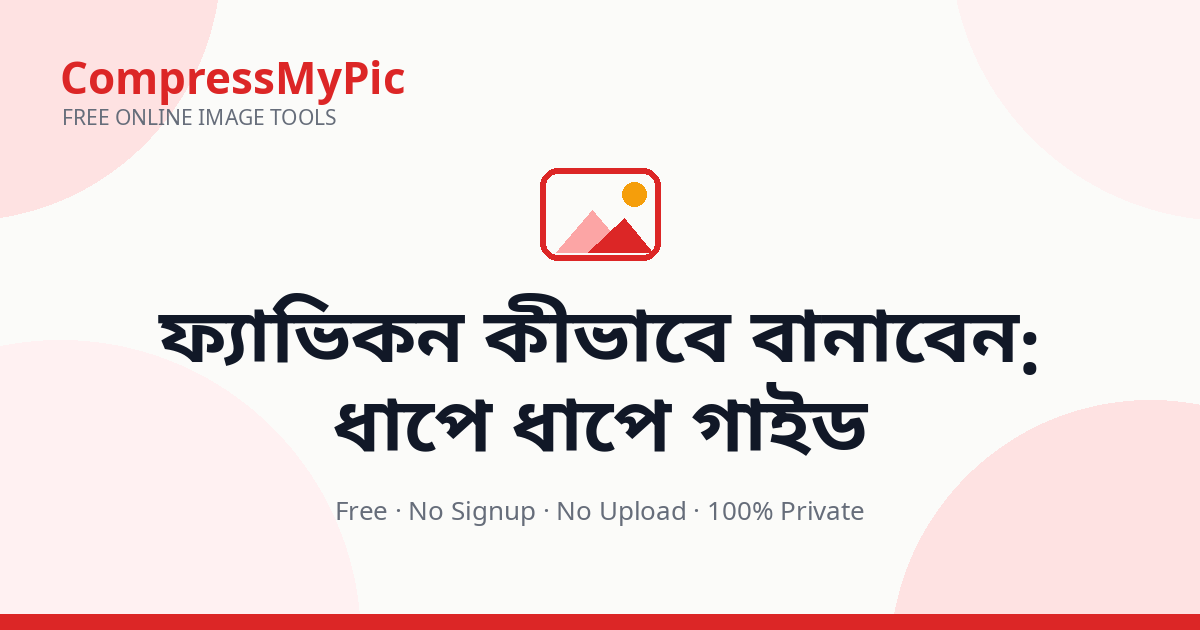 CompressMyPic
FREE ONLINE IMAGE TOOLS
ফ্যাভিকন কীভাবে বানাবেন:
ধাপে ধাপে গাইড
Free · No Signup · No Upload · 100% Private